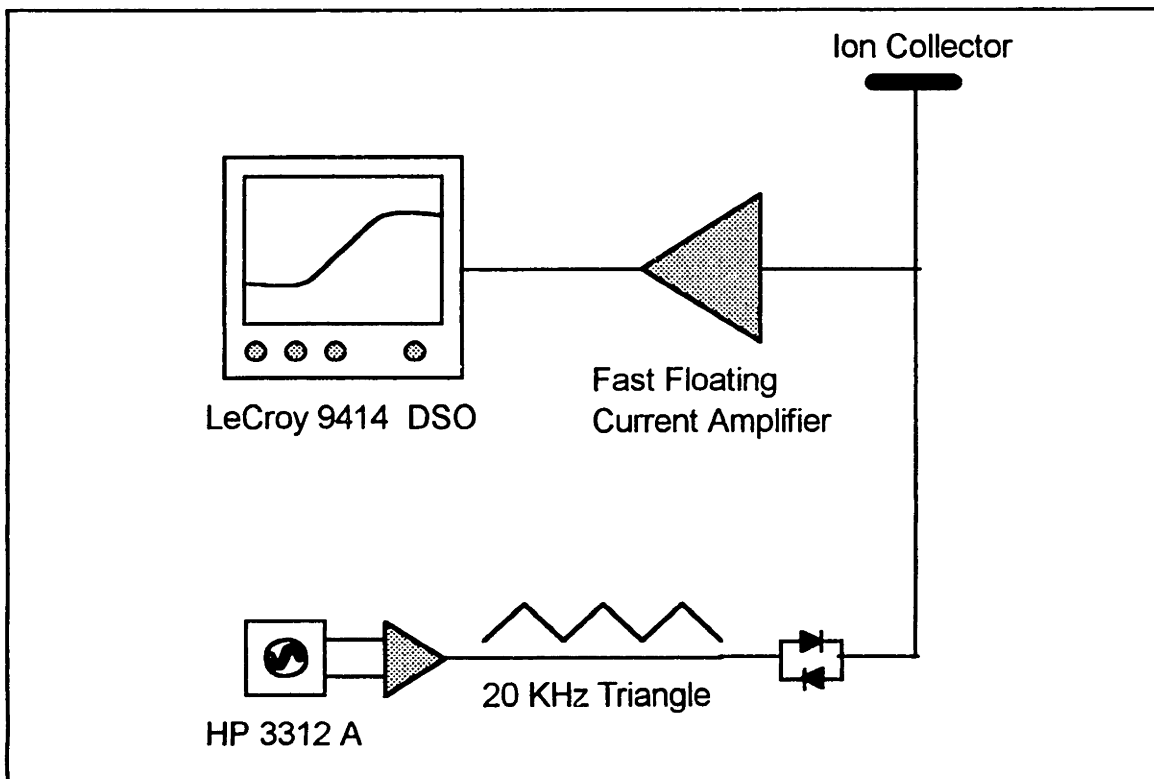 Ion Collector
LeCroy 9414 DSO
Fast Floating
Current Amplifier
20 KHz Triangle
HP 3312 A